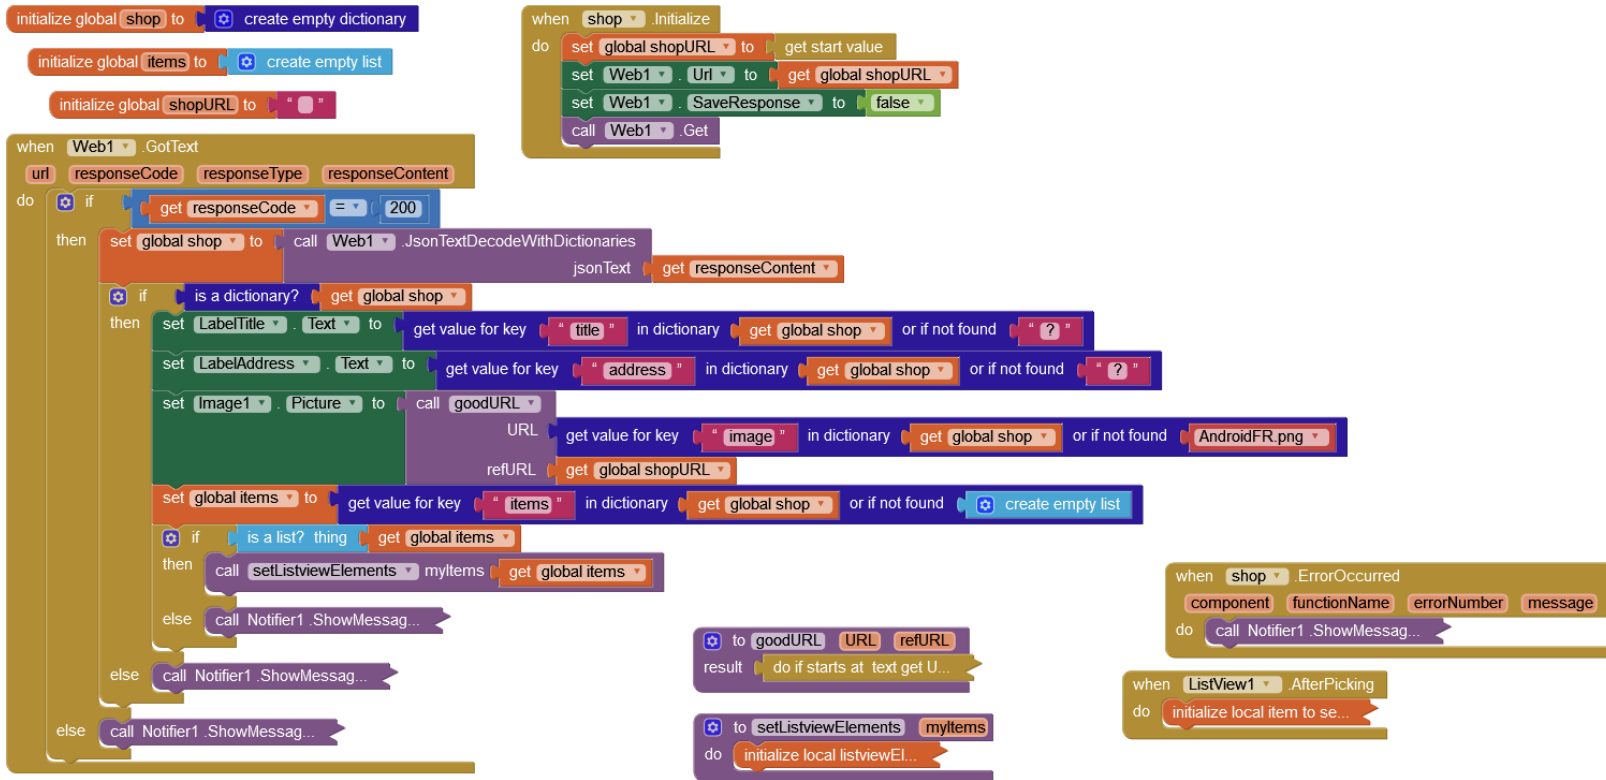 initialize global shop to create empty dictionary
initialize global items to create empty list
initialize global shopURL to “ ”
when shop .Initialize
do set global shopURL to get start value
set Web1 . Url to get global shopURL
set Web1 . SaveResponse to false
call Web1 .Get
when Web1 .GotText
url responseCode responseType responseContent
do if get responseCode = 200
then set global shop to call Web1 .JsonTextDecodeWithDictionaries
jsonText get responseContent
if is a dictionary? get global shop
then set LabelTitle . Text to get value for key “ title ” in dictionary get global shop or if not found “ ? ”
set LabelAddress . Text to get value for key “ address ” in dictionary get global shop or if not found “ ? ”
set Image1 . Picture to call goodURL
URL get value for key “ image ” in dictionary get global shop or if not found AndroidFR.png
refURL get global shopURL
set global items to get value for key “ items ” in dictionary get global shop or if not found create empty list
if is a list? thing get global items
then call setListviewElements myItems get global items
else call Notifier1 .ShowMessag...
else call Notifier1 .ShowMessag...
else call Notifier1 .ShowMessag...
to goodURL URL refURL
result do if starts at text get U...
to setListviewElements myItems
do initialize local listviewEl...
when shop .ErrorOccurred
component functionName errorNumber message
do call Notifier1 .ShowMessag...
when ListView1 .AfterPicking
do initialize local item to se...